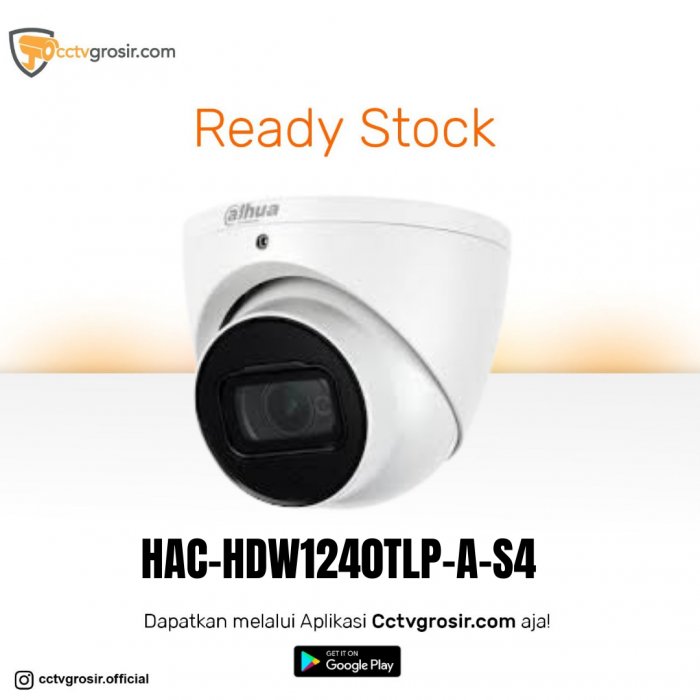 cctvgrosir.com
Ready Stock
alhua
HAC-HDW1240TLP-A-S4
Dapatkan melalui Aplikasi Cctvgrosir.com aja!
GET IT ON
Google Play
cctvgrosir.official